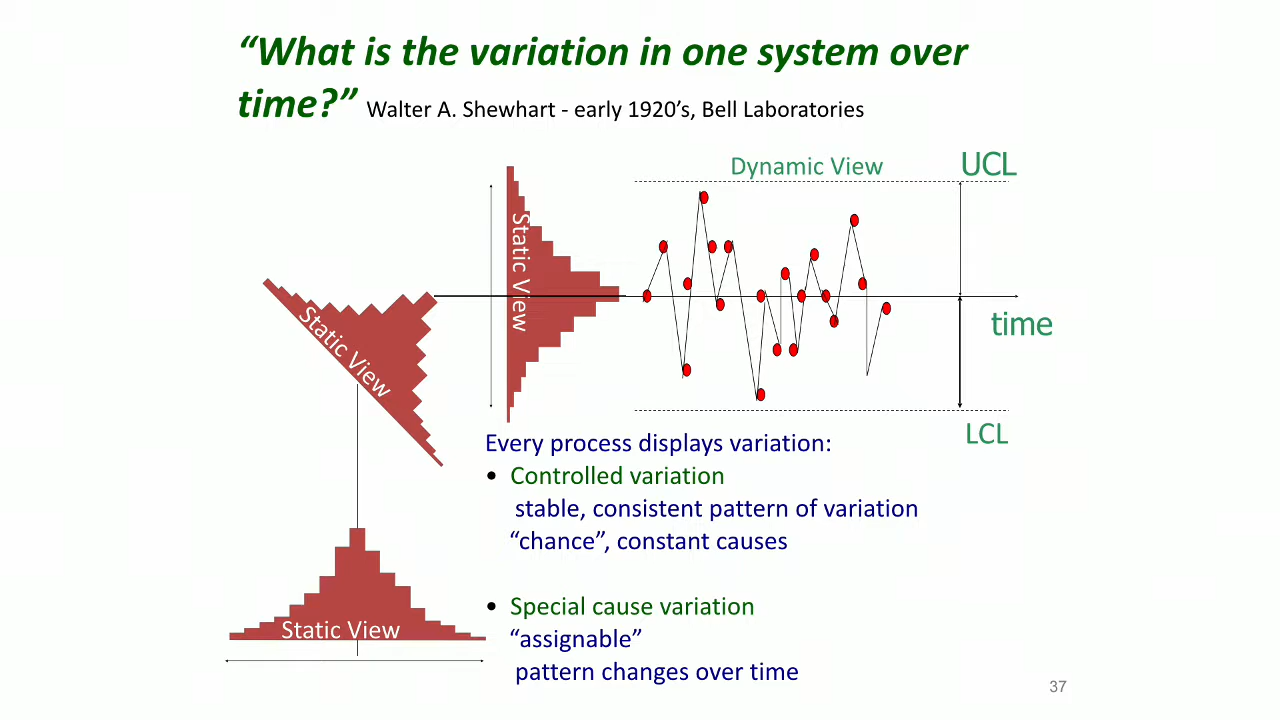 “What is the variation in one system over
time?” Walter A. Shewhart - early 1920’s, Bell Laboratories
Dynamic View
UCL
Static View
Static View
time
LCL
Every process displays variation:
• Controlled variation
stable, consistent pattern of variation
“chance”, constant causes
• Special cause variation
Static View
“assignable”
pattern changes over time
37